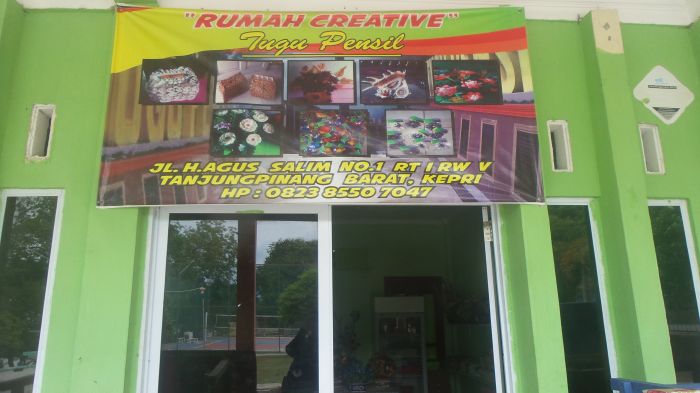 "RUMAH CREATIVE"
Tugu Pensil
JL. H. AGUS SALIM NO.1 RT I RW V
TANJUNGPINANG BARAT, KEPRI
HP : 0823 8550 7047